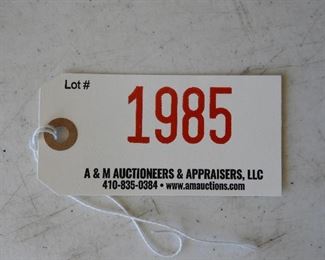 Lot #
1985
A & M AUCTIONEERS & APPRAISERS, LLC
410-835-0384 • www.amauctions.com